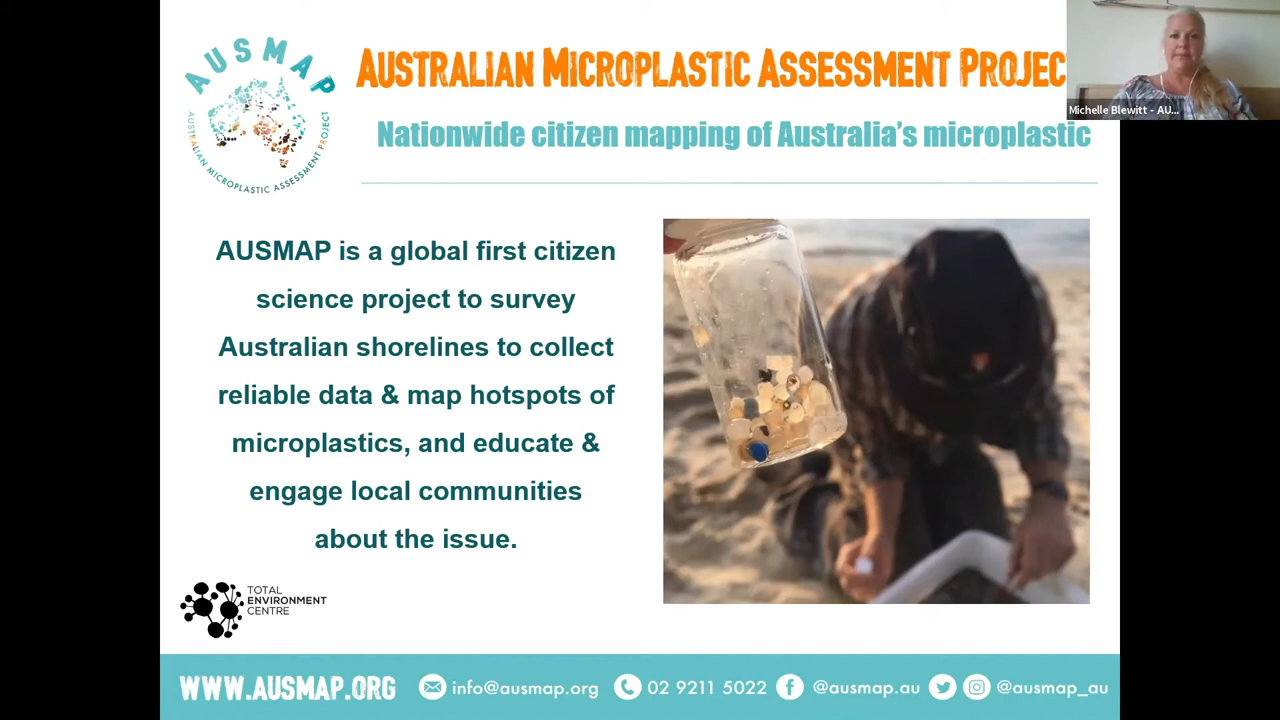 AUSMAP
AUSTRALIAN MICROPLASTIC ASSESSMENT PROJECT
AUSTRALIAN MICROPLASTIC ASSESSMENT PROJEC
Michelle Blewitt - AU...
Nationwide citizen mapping of Australia's microplastic
AUSMAP is a global first citizen
science project to survey
Australian shorelines to collect
reliable data & map hotspots of
microplastics, and educate &
engage local communities
about the issue.
TOTAL
ENVIRONMENT
CENTRE
WWW.AUSMAP.ORG info@ausmap.org 02 9211 5022 @ausmap.au @ausmap_au